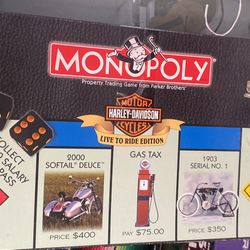 MONOPOLY
Property Trading Game from Parker Brothers
MOTOR
HARLEY-DAVIDSON
CYCLES
LIVE TO RIDE EDITION
COLLECT
SALARY
PASS
2000
SOFTAIL DEUCE
PRICE $400
GAS TAX
PAY $75.00
1903
SERIAL NO. 1
PRICE $350